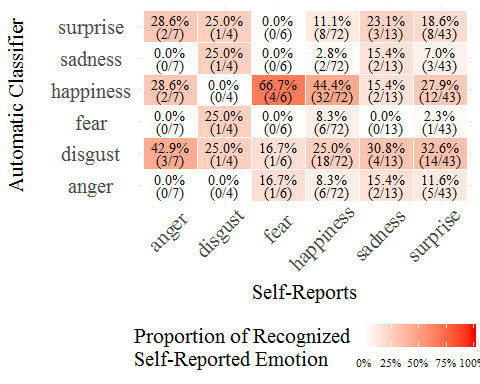 Automatic Classifier
surprise 28.6% 25.0% 0.0% 11.1% 23.1% 18.6%
(2/7) (1/4) (0/6) (8/72) (3/13) (8/43)
sadness 0.0% 25.0% 0.0% 2.8% 15.4% 7.0%
(0/7) (1/4) (0/6) (2/72) (2/13) (3/43)
happiness 28.6% 0.0% 66.7% 44.4% 15.4% 27.9%
(2/7) (0/4) (4/6) (32/72) (2/13) (12/43)
fear 0.0% 25.0% 0.0% 8.3% 0.0% 2.3%
(0/7) (1/4) (0/6) (6/72) (0/13) (1/43)
disgust 42.9% 25.0% 16.7% 25.0% 30.8% 32.6%
(3/7) (1/4) (1/6) (18/72) (4/13) (14/43)
anger 0.0% 0.0% 16.7% 8.3% 15.4% 11.6%
(0/7) (0/4) (1/6) (6/72) (2/13) (5/43)
anger disgust fear happiness sadness surprise
Self-Reports
Proportion of Recognized
Self-Reported Emotion
0% 25% 50% 75% 100%